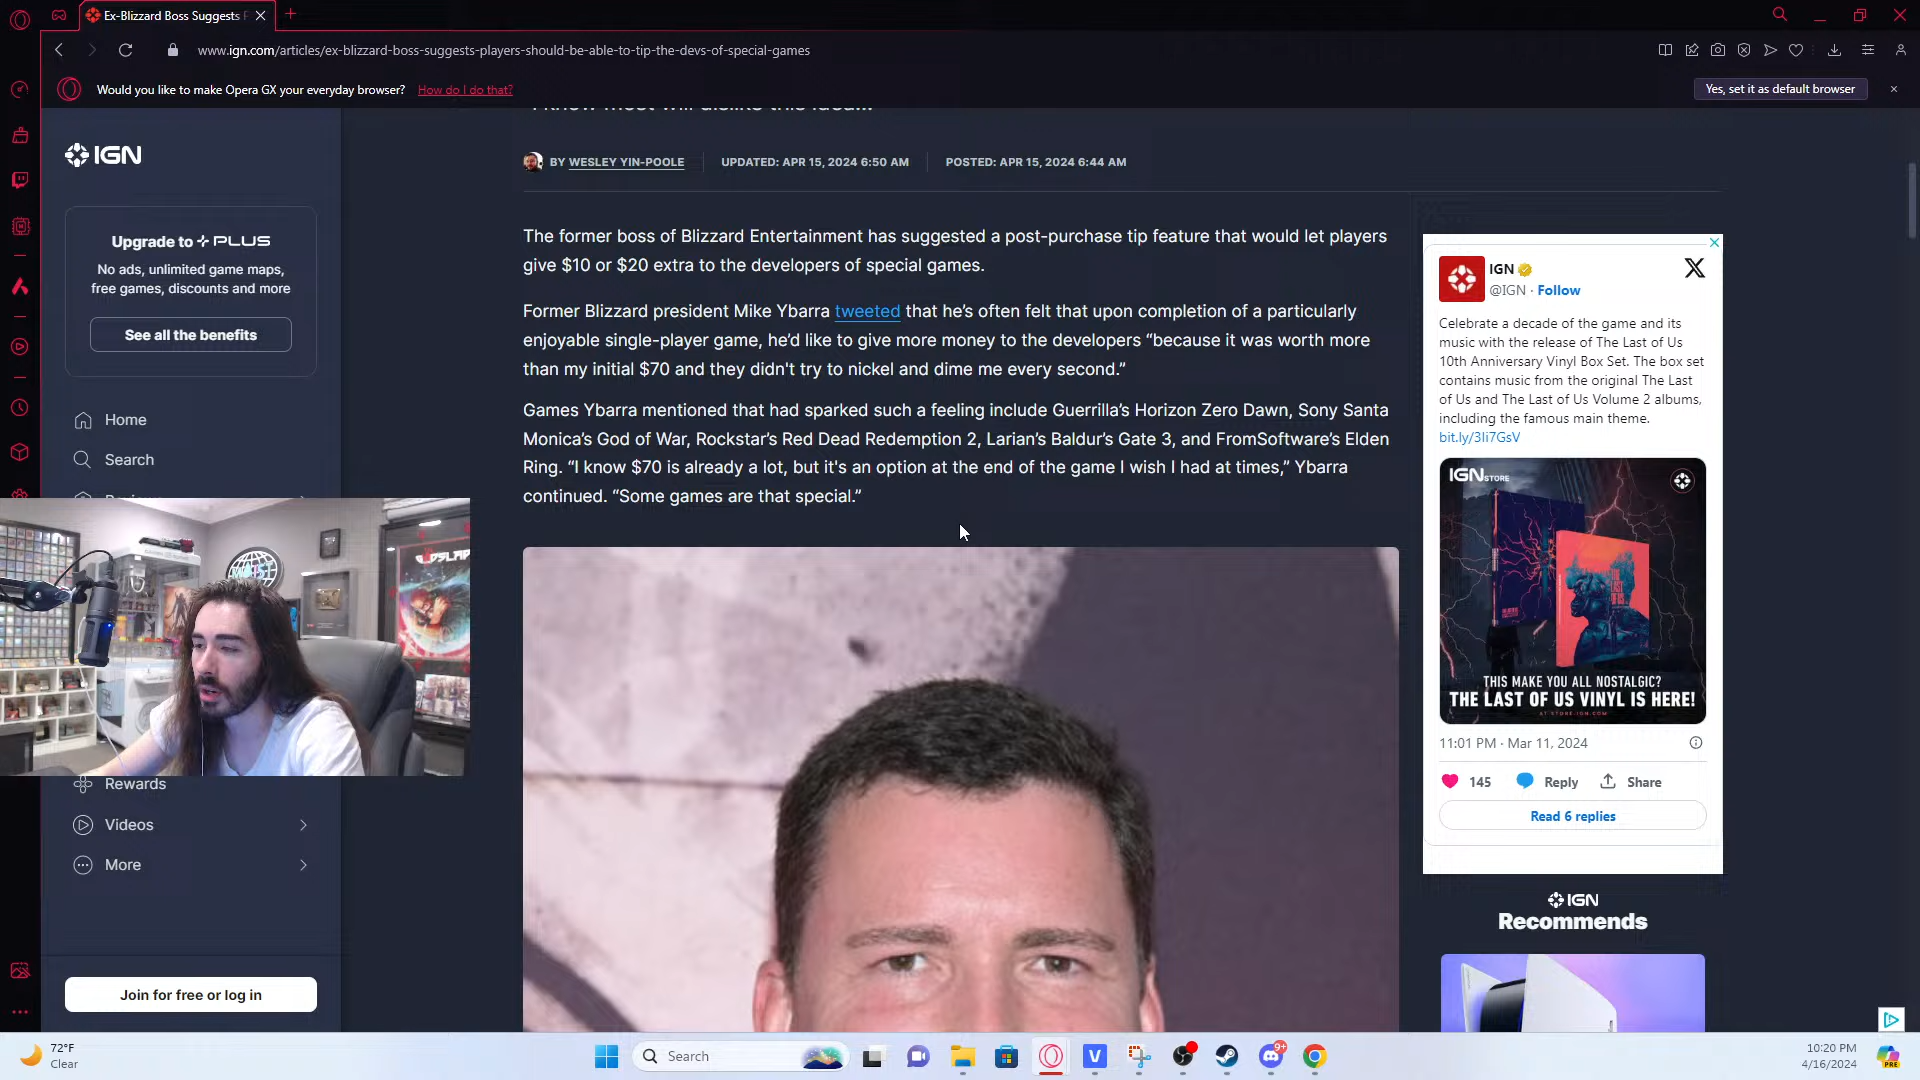 Ex-Blizzard Boss Suggests P
www.ign.com/articles/ex-blizzard-boss-suggests-players-should-be-able-to-tip-the-devs-of-special-games
Would you like to make Opera GX your everyday browser? How do I do that?
Yes, set it as default browser
IGN
Upgrade to PLUS
No ads, unlimited game maps,
free games, discounts and more
See all the benefits
Home
Search
Rewards
Videos
More
Join for free or log in
BY WESLEY YIN-POOLE
UPDATED: APR 15, 2024 6:50 AM
POSTED: APR 15, 2024 6:44 AM
The former boss of Blizzard Entertainment has suggested a post-purchase tip feature that would let players
give $10 or $20 extra to the developers of special games.
Former Blizzard president Mike Ybarra tweeted that he’s often felt that upon completion of a particularly
enjoyable single-player game, he’d like to give more money to the developers “because it was worth more
than my initial $70 and they didn't try to nickel and dime me every second.”
Games Ybarra mentioned that had sparked such a feeling include Guerrilla’s Horizon Zero Dawn, Sony Santa
Monica’s God of War, Rockstar’s Red Dead Redemption 2, Larian’s Baldur’s Gate 3, and FromSoftware’s Elden
Ring. “I know $70 is already a lot, but it's an option at the end of the game I wish I had at times,” Ybarra
continued. “Some games are that special.”
IGN
@IGN · Follow
Celebrate a decade of the game and its
music with the release of The Last of Us
10th Anniversary Vinyl Box Set. The box set
contains music from the original The Last
of Us and The Last of Us Volume 2 albums,
including the famous main theme.
bit.ly/3Ii7GsV
IGN STORE
THIS MAKE YOU ALL NOSTALGIC?
THE LAST OF US VINYL IS HERE!
AT STORE.IGN.COM
11:01 PM · Mar 11, 2024
145
Reply
Share
Read 6 replies
IGN
Recommends
72°F
Clear
Search
9+
10:20 PM
4/16/2024
PRE